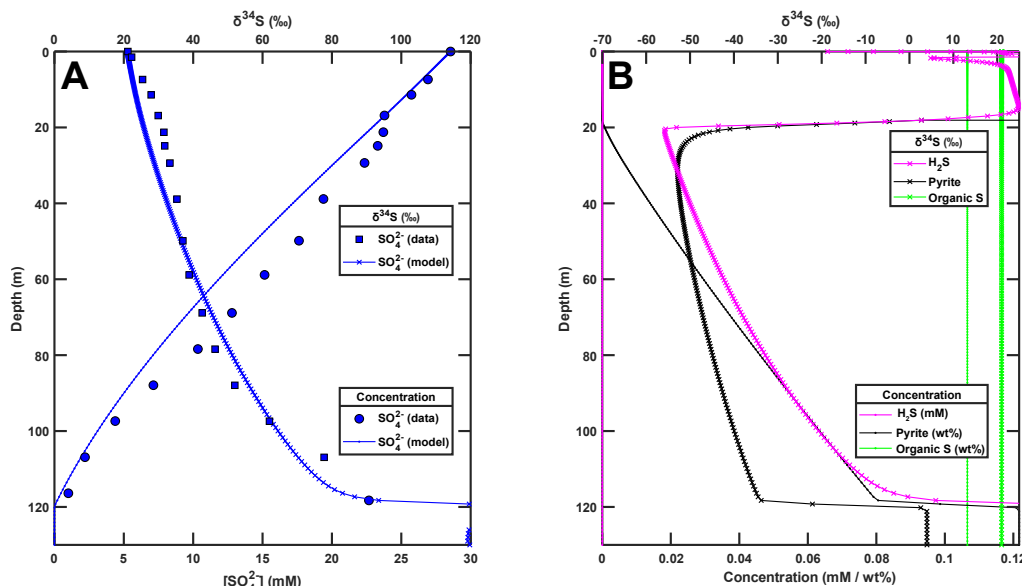 δ³⁴S (‰)
0 20 40 60 80 100 120
A
0
20
40
60
80
100
120
Depth (m)
δ³⁴S (‰)
SO₄²⁻ (data)
SO₄²⁻ (model)
Concentration
SO₄²⁻ (data)
SO₄²⁻ (model)
0 5 10 15 20 25 30
[SO²⁻] (mM)
δ³⁴S (‰)
-70 -60 -50 -40 -30 -20 -10 0 10 20
B
0
20
40
60
80
100
120
Depth (m)
δ³⁴S (‰)
H₂S
Pyrite
Organic S
Concentration
H₂S (mM)
Pyrite (wt%)
Organic S (wt%)
0.02 0.04 0.06 0.08 0.1 0.12
Concentration (mM / wt%)